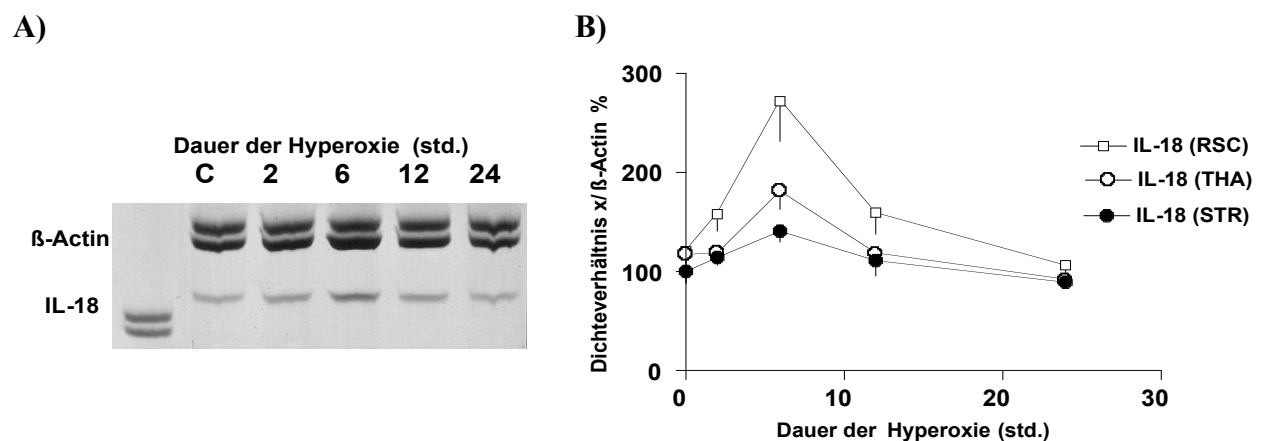 A)
Dauer der Hyperoxie (std.)
C 2 6 12 24
ß-Actin
IL-18
B)
Dichteverhältnis x/ß-Actin %
300
200
100
0
0 10 20 30
Dauer der Hyperoxie (std.)
IL-18 (RSC)
IL-18 (THA)
IL-18 (STR)